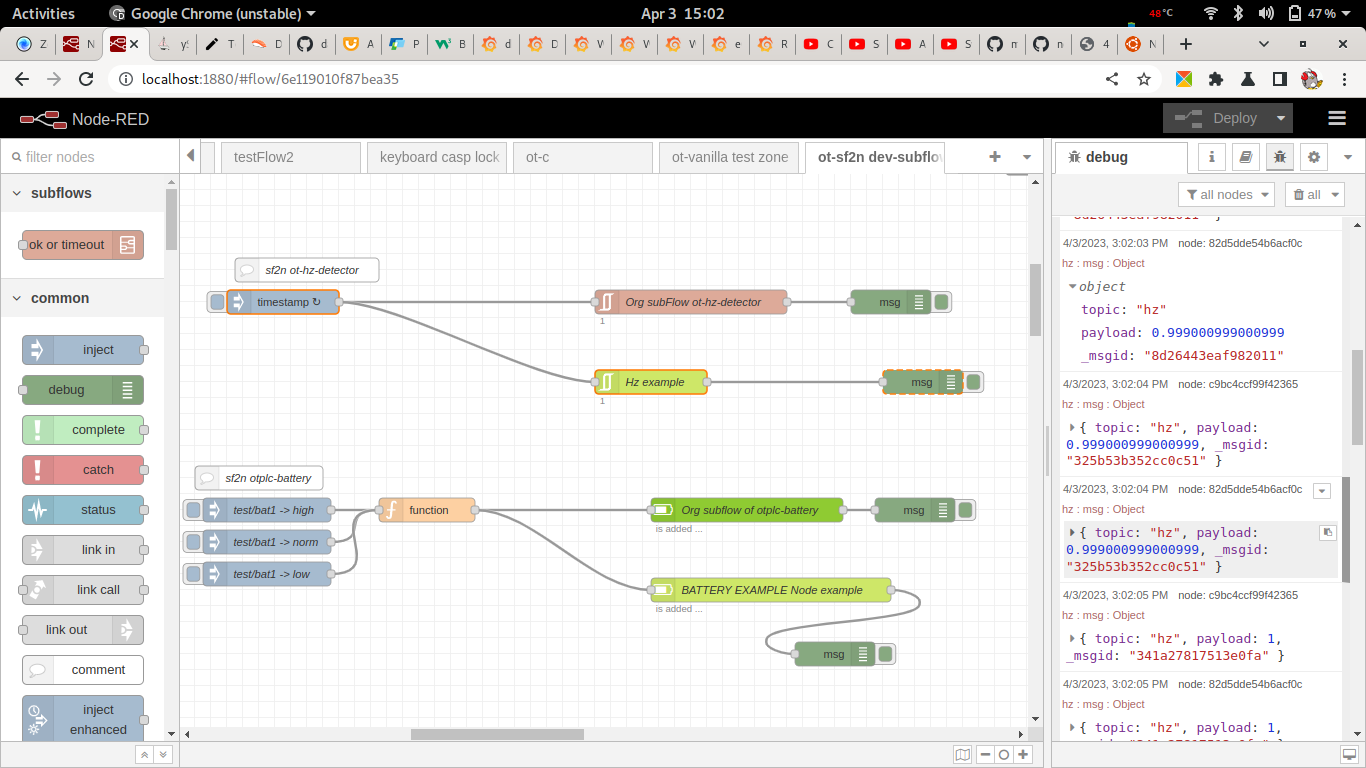 Activities
Google Chrome (unstable)
Apr 3 15:02
48 °C
47 %
Z
N
K
yS
T
D
d
A
P
B
d
D
W
W
W
e
R
C
S
A
S
m
n
4
N
localhost:1880/#flow/6e119010f87bea35
Node-RED
Deploy
filter nodes
testFlow2
keyboard casp lock
ot-c
ot-vanilla test zone
ot-sf2n dev-subflo
debug
all nodes
all
subflows
ok or timeout
common
inject
debug
complete
catch
status
link in
link call
link out
comment
inject
enhanced
sf2n ot-hz-detector
timestamp ↻
Org subFlow ot-hz-detector
1
msg
Hz example
1
msg
sf2n otplc-battery
test/bat1 -> high
test/bat1 -> norm
test/bat1 -> low
function
Org subflow of otplc-battery
is added ...
msg
BATTERY EXAMPLE Node example
is added ...
msg
"8d26443eaf982011" }
4/3/2023, 3:02:03 PM node: 82d5dde54b6acf0c
hz : msg : Object
object
topic: "hz"
payload: 0.999000999000999
_msgid: "8d26443eaf982011"
4/3/2023, 3:02:04 PM node: c9bc4ccf99f42365
hz : msg : Object
{ topic: "hz", payload:
0.999000999000999, _msgid:
"325b53b352cc0c51" }
4/3/2023, 3:02:04 PM node: 82d5dde54b6acf0c
hz : msg : Object
{ topic: "hz", payload:
0.999000999000999, _msgid:
"325b53b352cc0c51" }
4/3/2023, 3:02:05 PM node: c9bc4ccf99f42365
hz : msg : Object
{ topic: "hz", payload: 1,
_msgid: "341a27817513e0fa" }
4/3/2023, 3:02:05 PM node: 82d5dde54b6acf0c
hz : msg : Object
{ topic: "hz", payload: 1,